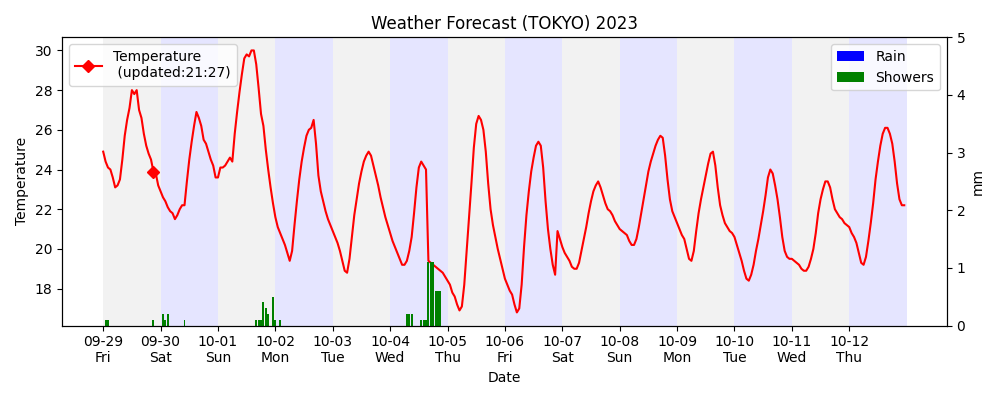 Weather Forecast (TOKYO) 2023
Temperature
(updated:21:27)
Rain
Showers
30
28
26
24
22
20
18
Temperature
5
4
3
2
1
0
mm
09-29 09-30 10-01 10-02 10-03 10-04 10-05 10-06 10-07 10-08 10-09 10-10 10-11 10-12
Fri Sat Sun Mon Tue Wed Thu Fri Sat Sun Mon Tue Wed Thu
Date